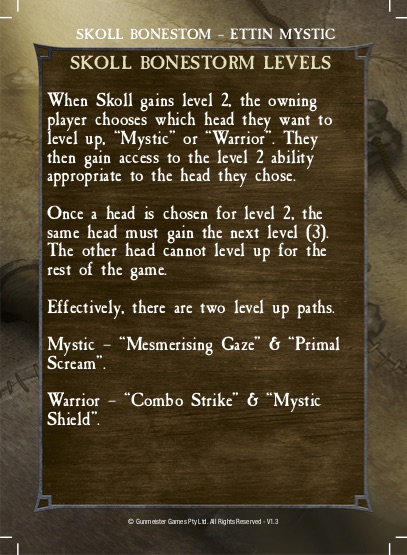 SKOLL BONESTOM – ETTIN MYSTIC
SKOLL BONESTORM LEVELS
When Skoll gains level 2, the owning
player chooses which head they want to
level up, “Mystic” or “Warrior”. They
then gain access to the level 2 ability
appropriate to the head they chose.
Once a head is chosen for level 2, the
same head must gain the next level (3).
The other head cannot level up for the
rest of the game.
Effectively, there are two level up paths.
Mystic – “Mesmerising Gaze” & “Primal
Scream”.
Warrior – “Combo Strike” & “Mystic
Shield”.
© Gunmeister Games Pty Ltd. All Rights Reserved - V1.3